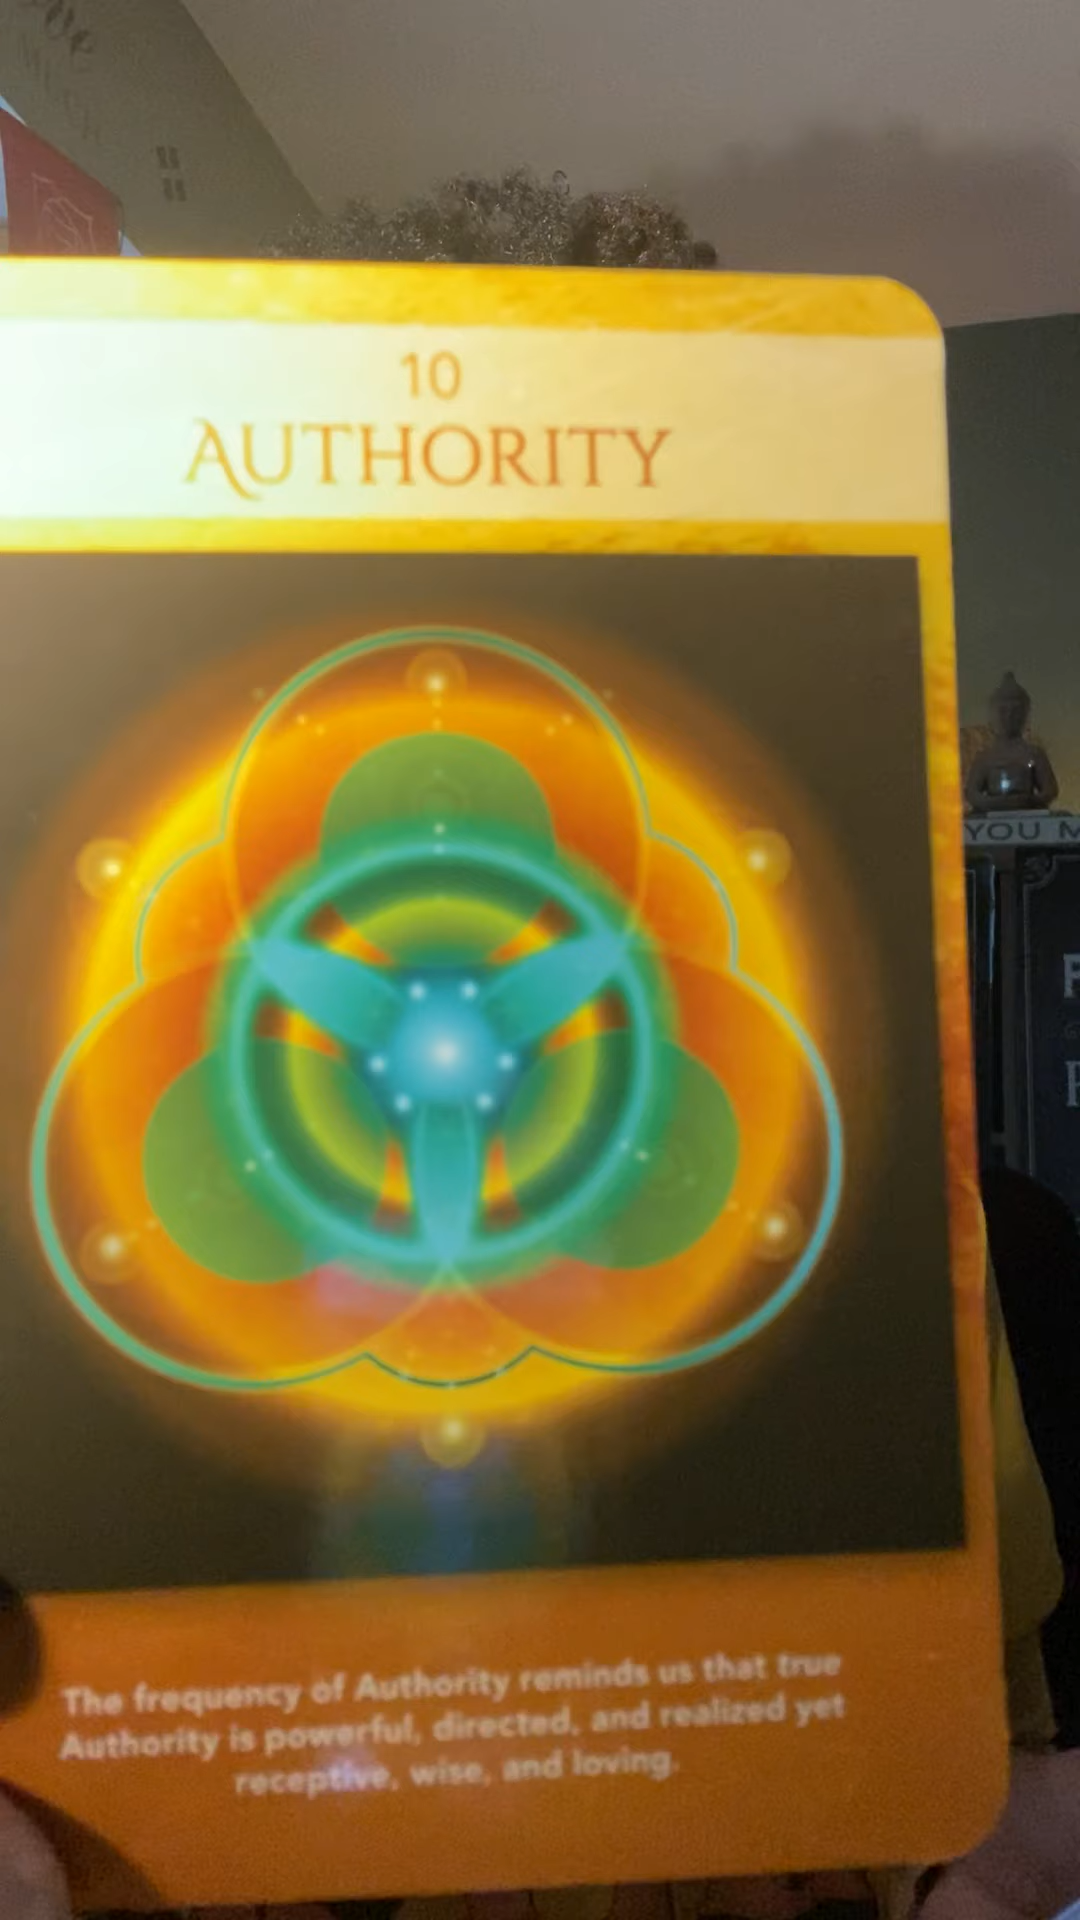 10
AUTHORITY
YOU M
The frequency of Authority reminds us that true
Authority is powerful, directed, and realized yet
receptive, wise, and loving.